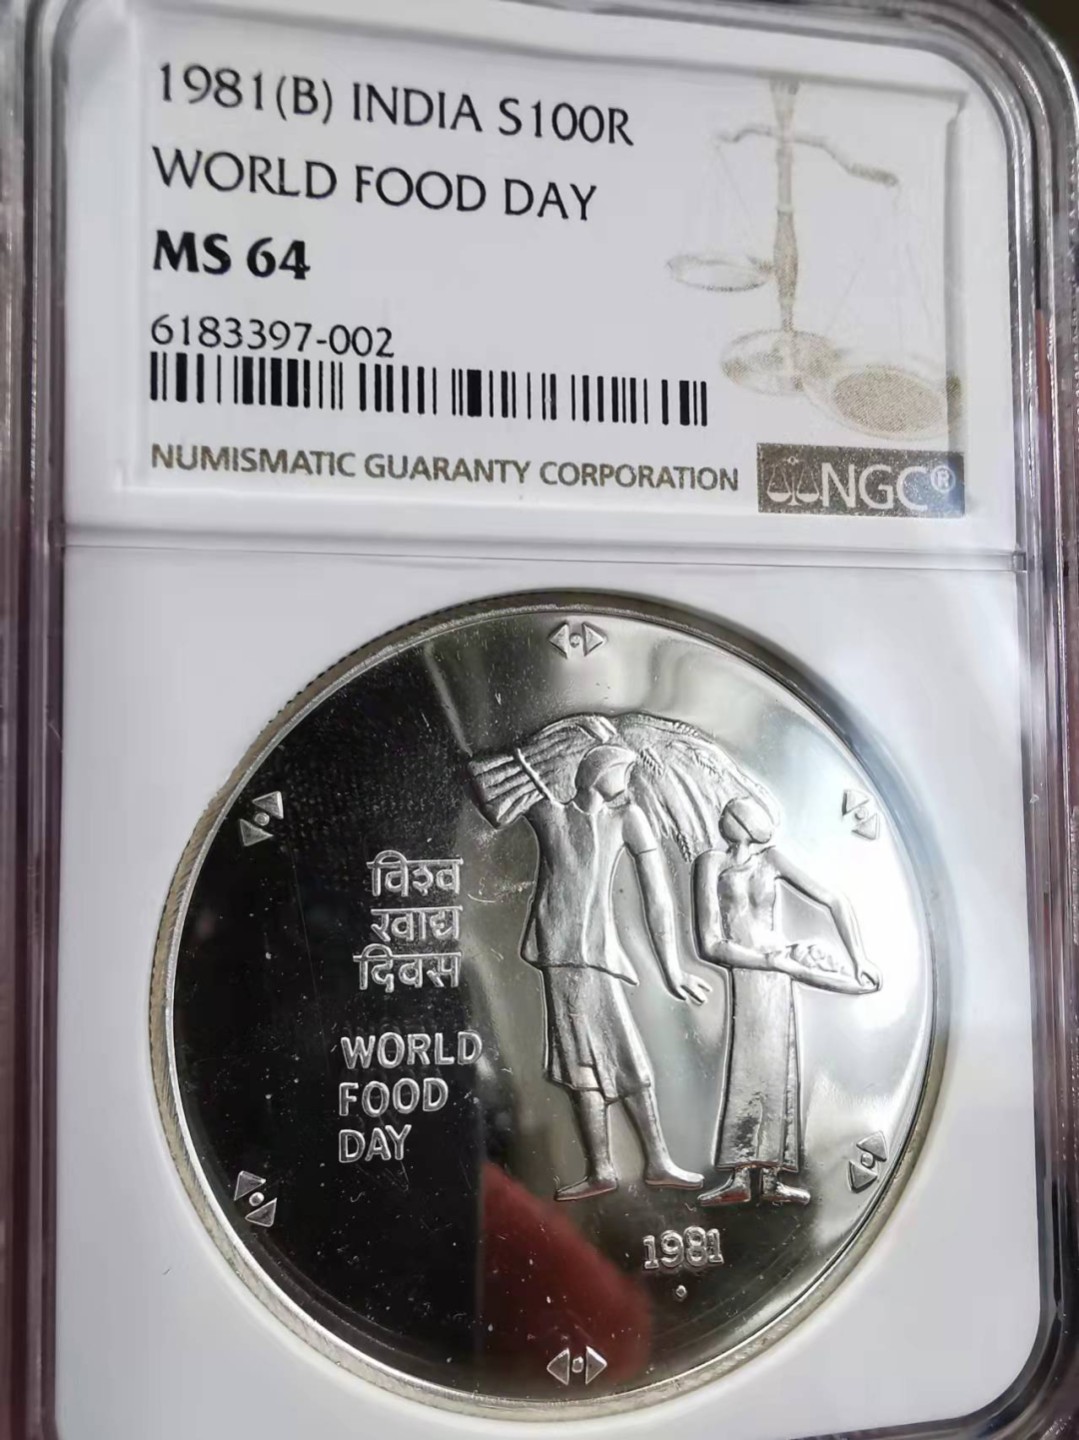 1981(B) INDIA S100R
WORLD FOOD DAY
MS 64
6183397-002
NUMISMATIC GUARANTY CORPORATION NGC®
विश्व
खाद्य
दिवस
WORLD
FOOD
DAY
1981